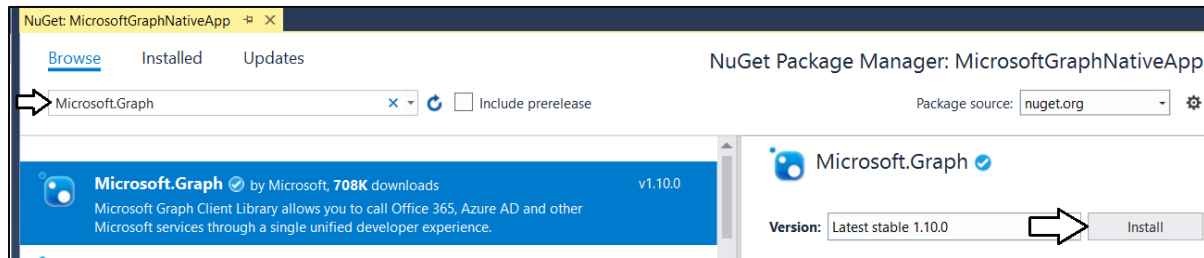 NuGet: MicrosoftGraphNativeApp
Browse Installed Updates
NuGet Package Manager: MicrosoftGraphNativeApp
Microsoft.Graph
Include prerelease
Package source: nuget.org
Microsoft.Graph by Microsoft, 708K downloads v1.10.0
Microsoft Graph Client Library allows you to call Office 365, Azure AD and other
Microsoft services through a single unified developer experience.
Microsoft.Graph
Version: Latest stable 1.10.0 Install